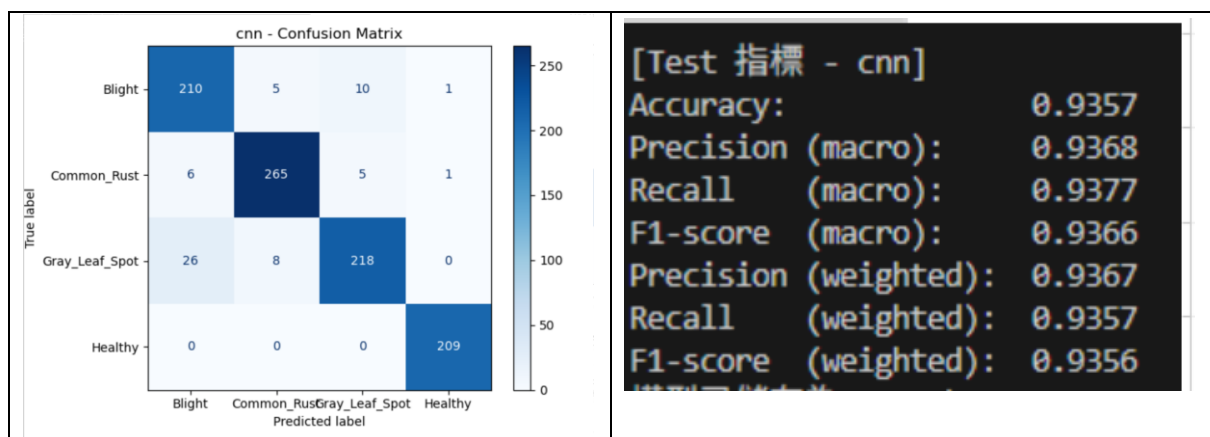 cnn - Confusion Matrix
True label
Blight 210 5 10 1
Common_Rust 6 265 5 1
Gray_Leaf_Spot 26 8 218 0
Healthy 0 0 0 209
Blight Common_Rust Gray_Leaf_Spot Healthy
Predicted label
250
200
150
100
50
0
[Test 指標 - cnn]
Accuracy: 0.9357
Precision (macro): 0.9368
Recall (macro): 0.9377
F1-score (macro): 0.9366
Precision (weighted): 0.9367
Recall (weighted): 0.9357
F1-score (weighted): 0.9356